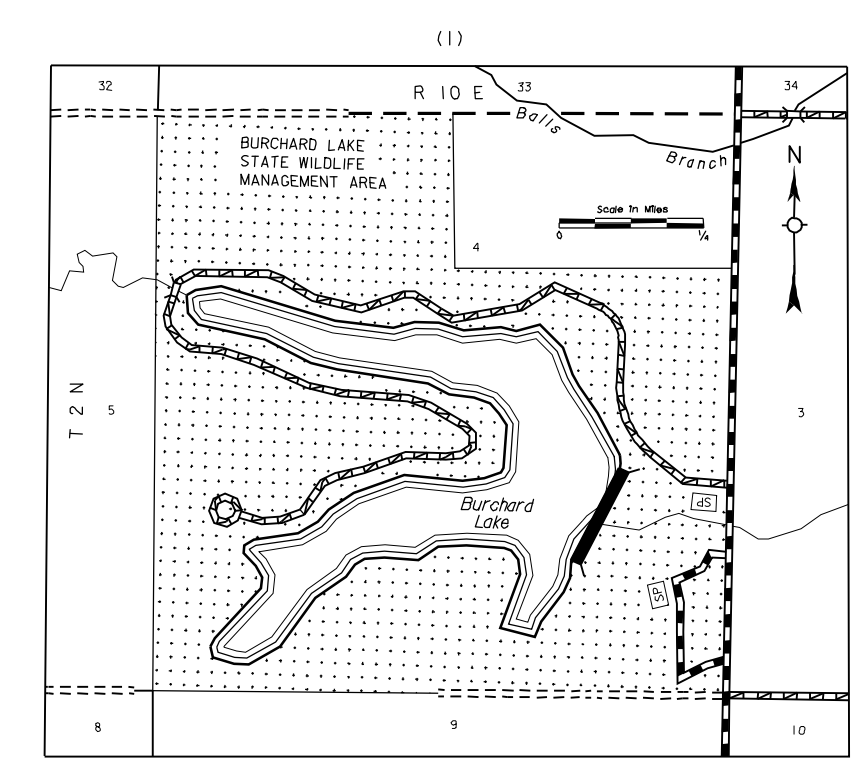 (1)
32
33
34
R 10 E
Balls
Branch
BURCHARD LAKE
STATE WILDLIFE
MANAGEMENT AREA
N
Scale in Miles
0
1/4
4
T 2 N
5
3
Burchard
Lake
SP
SP
8
9
10